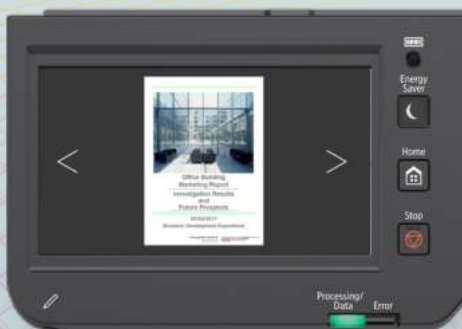 Energy
Saver
Home
Office Building
Marketing Report
Investigation Results
and
Future Prospects
Business Development Department
Stop
Processing/
Data
Error